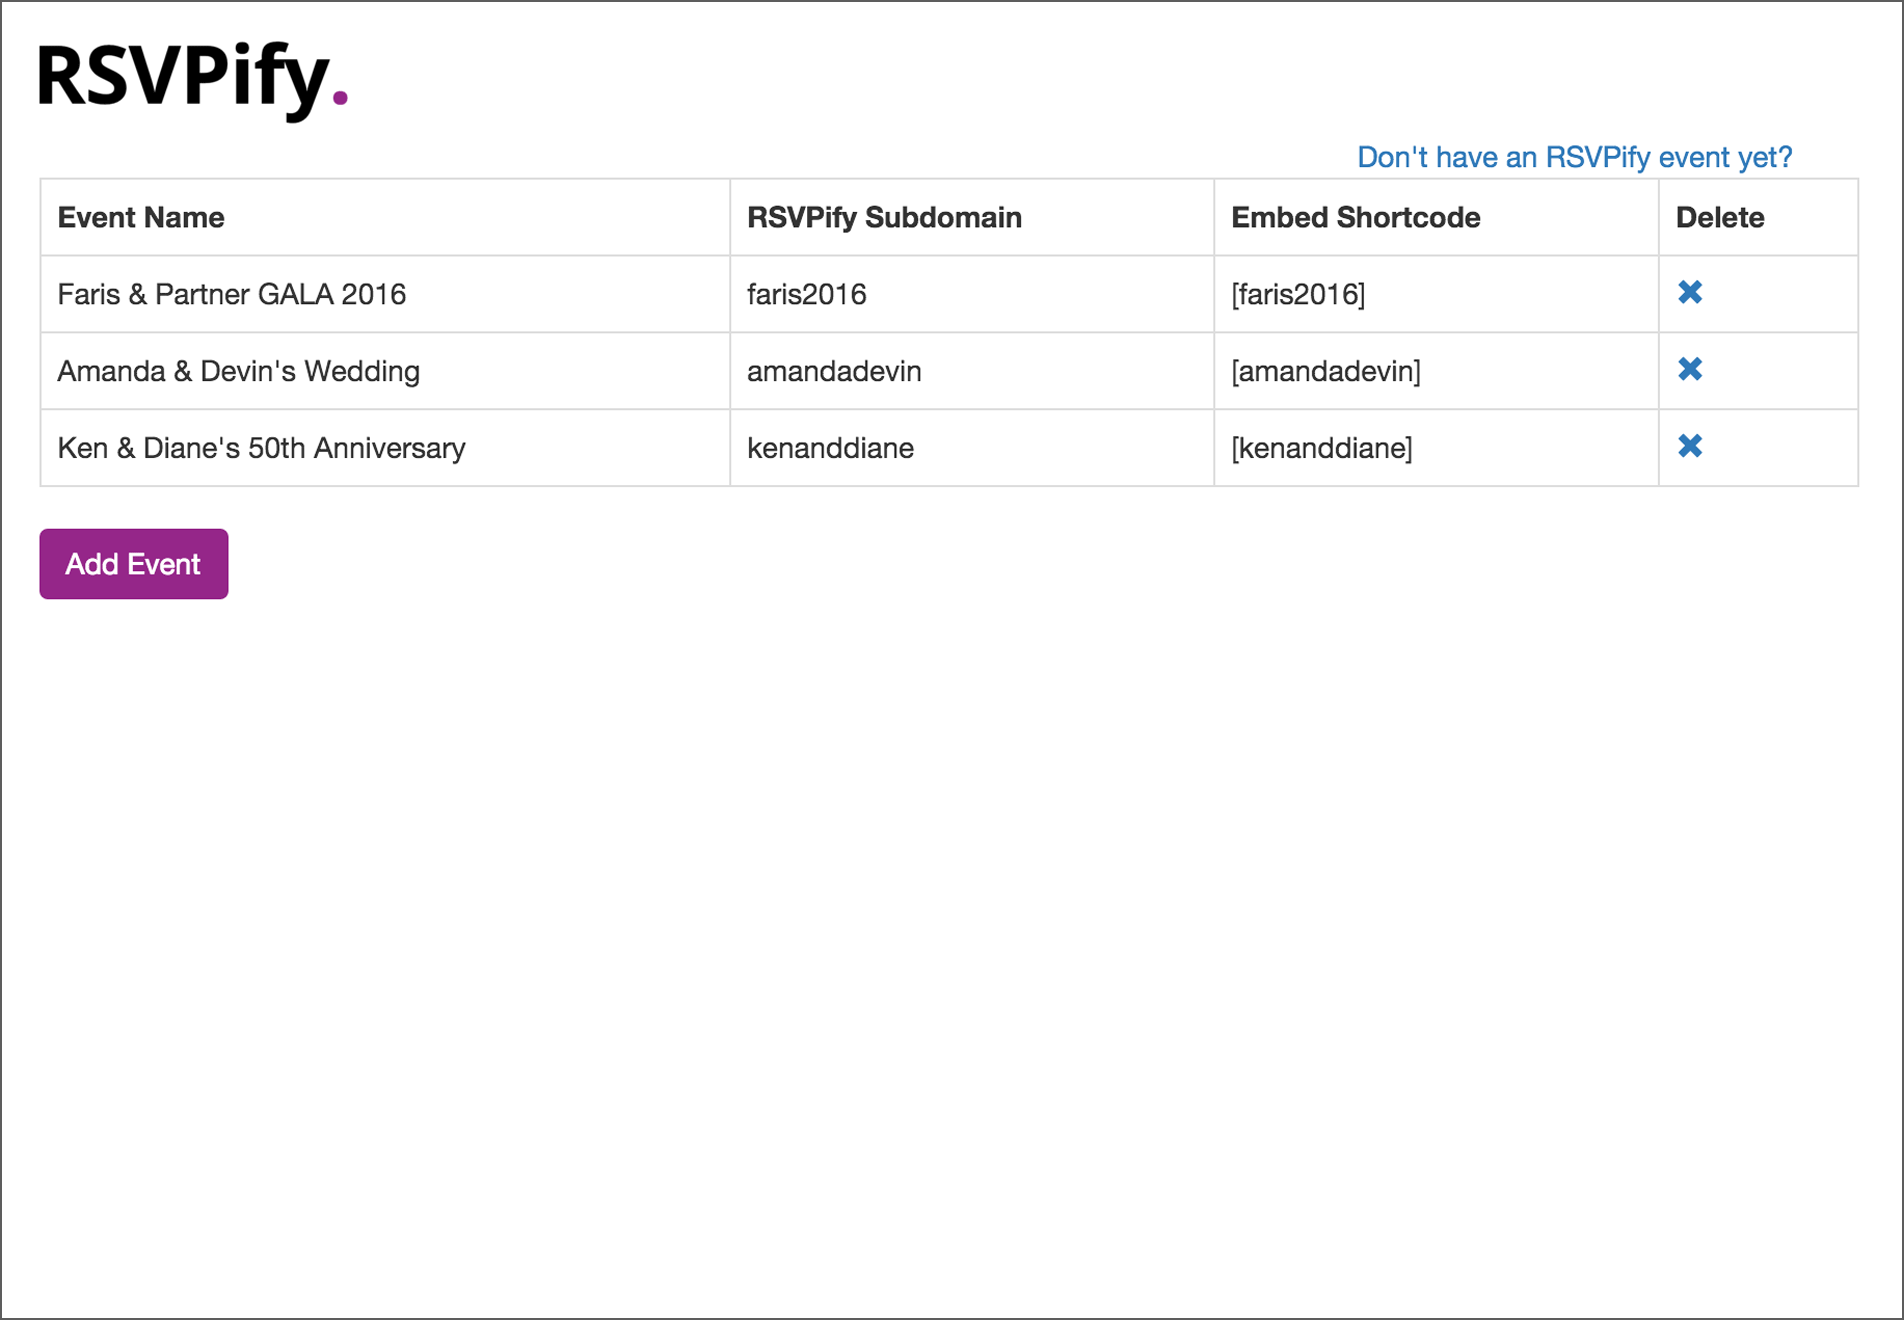 RSVPify.
Don't have an RSVPify event yet?
Event Name RSVPify Subdomain Embed Shortcode Delete
Faris & Partner GALA 2016 faris2016 [faris2016]
Amanda & Devin's Wedding amandadevin [amandadevin]
Ken & Diane's 50th Anniversary kenanddiane [kenanddiane]
Add Event